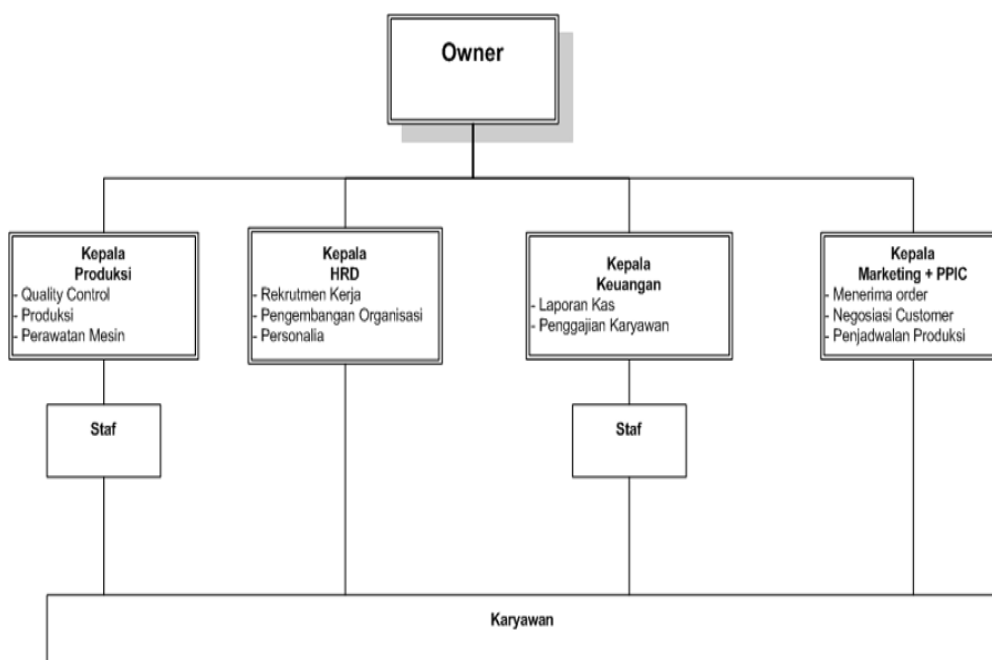 Owner
Kepala
Produksi
- Quality Control
- Produksi
- Perawatan Mesin
Kepala
HRD
- Rekrutmen Kerja
- Pengembangan Organisasi
- Personalia
Kepala
Keuangan
- Laporan Kas
- Penggajian Karyawan
Kepala
Marketing + PPIC
- Menerima order
- Negosiasi Customer
- Penjadwalan Produksi
Staf
Staf
Karyawan